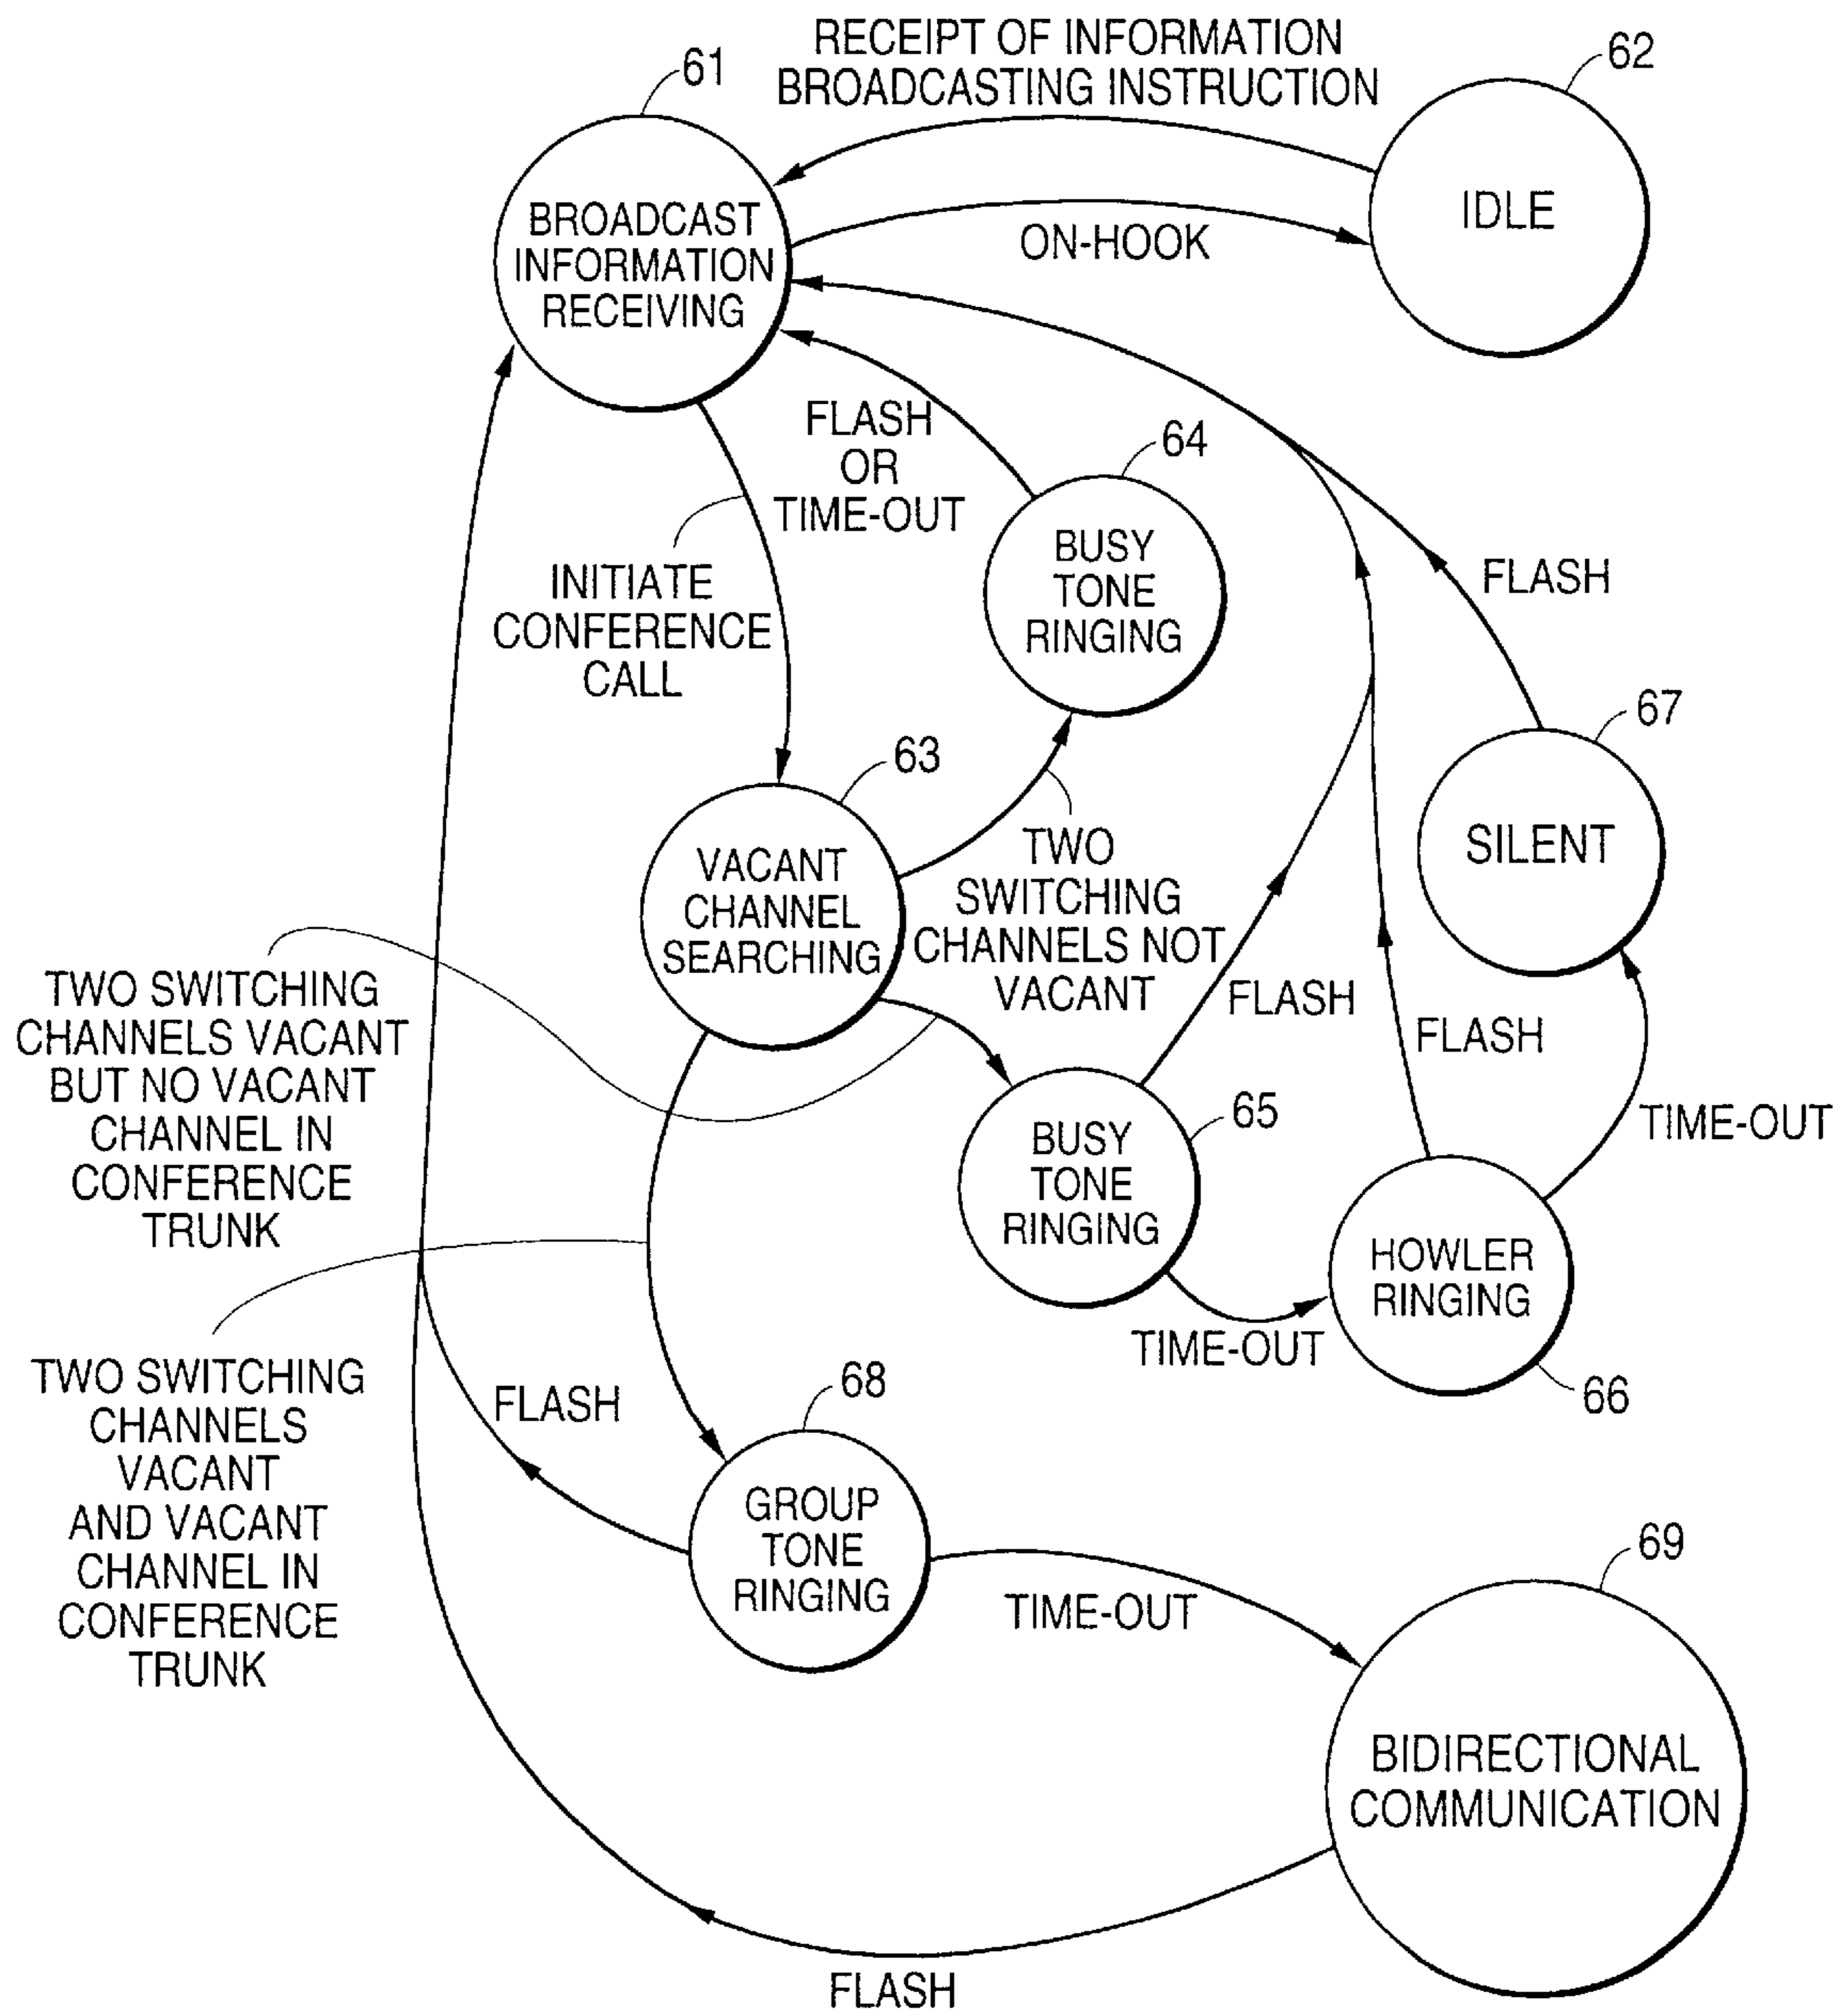 RECEIPT OF INFORMATION
BROADCASTING INSTRUCTION
61
62
BROADCAST
INFORMATION
RECEIVING
IDLE
ON-HOOK
FLASH
OR
TIME-OUT
64
INITIATE
CONFERENCE
CALL
BUSY
TONE
RINGING
FLASH
67
63
VACANT
CHANNEL
SEARCHING
TWO
SWITCHING
CHANNELS NOT
VACANT
SILENT
FLASH
FLASH
TWO SWITCHING
CHANNELS VACANT
BUT NO VACANT
CHANNEL IN
CONFERENCE
TRUNK
65
BUSY
TONE
RINGING
TIME-OUT
HOWLER
RINGING
TIME-OUT
66
TWO SWITCHING
CHANNELS
VACANT
AND VACANT
CHANNEL IN
CONFERENCE
TRUNK
FLASH
68
GROUP
TONE
RINGING
TIME-OUT
69
BIDIRECTIONAL
COMMUNICATION
FLASH